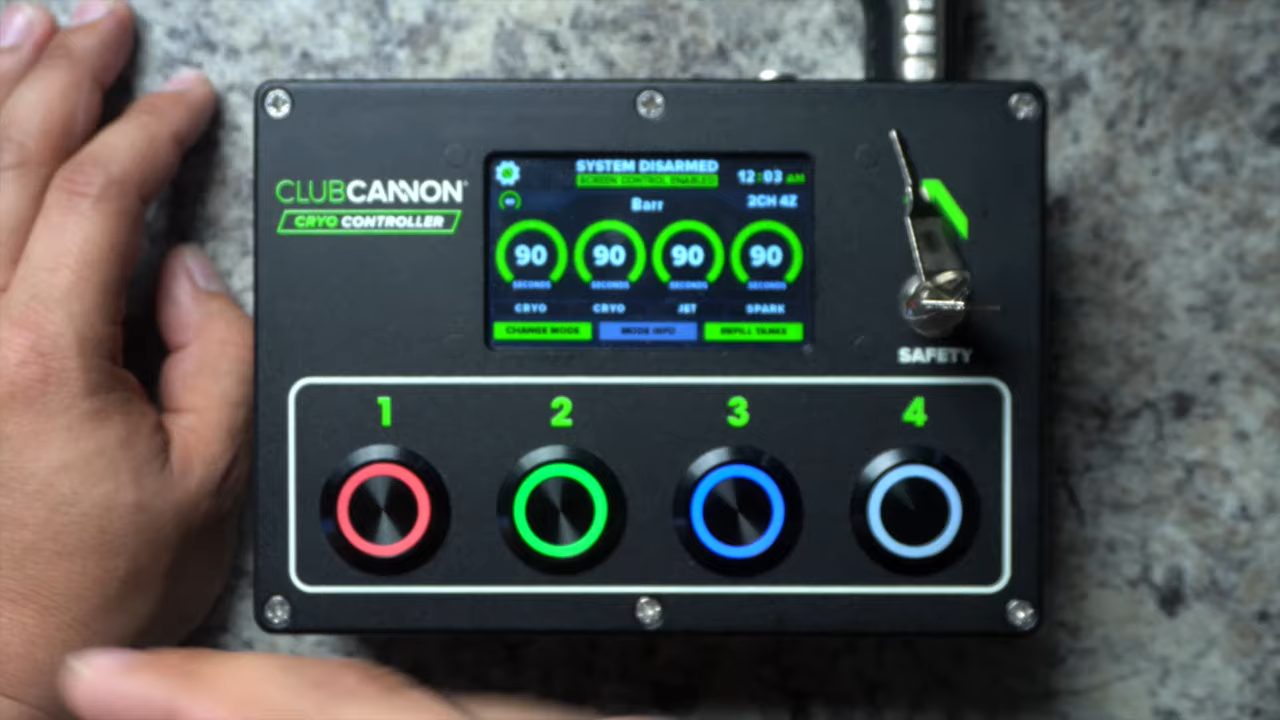 SYSTEM DISARMED
SCREEN CONTROL ENABLED
12:03 AM
CLUBCANNON®
CRYO CONTROLLER
Barr
2CH 4Z
90 90 90 90
SECONDS SECONDS SECONDS SECONDS
CRYO CRYO JET SPARK
CHANGE MODE MODE INFO REFILL TANKS
SAFETY
1 2 3 4